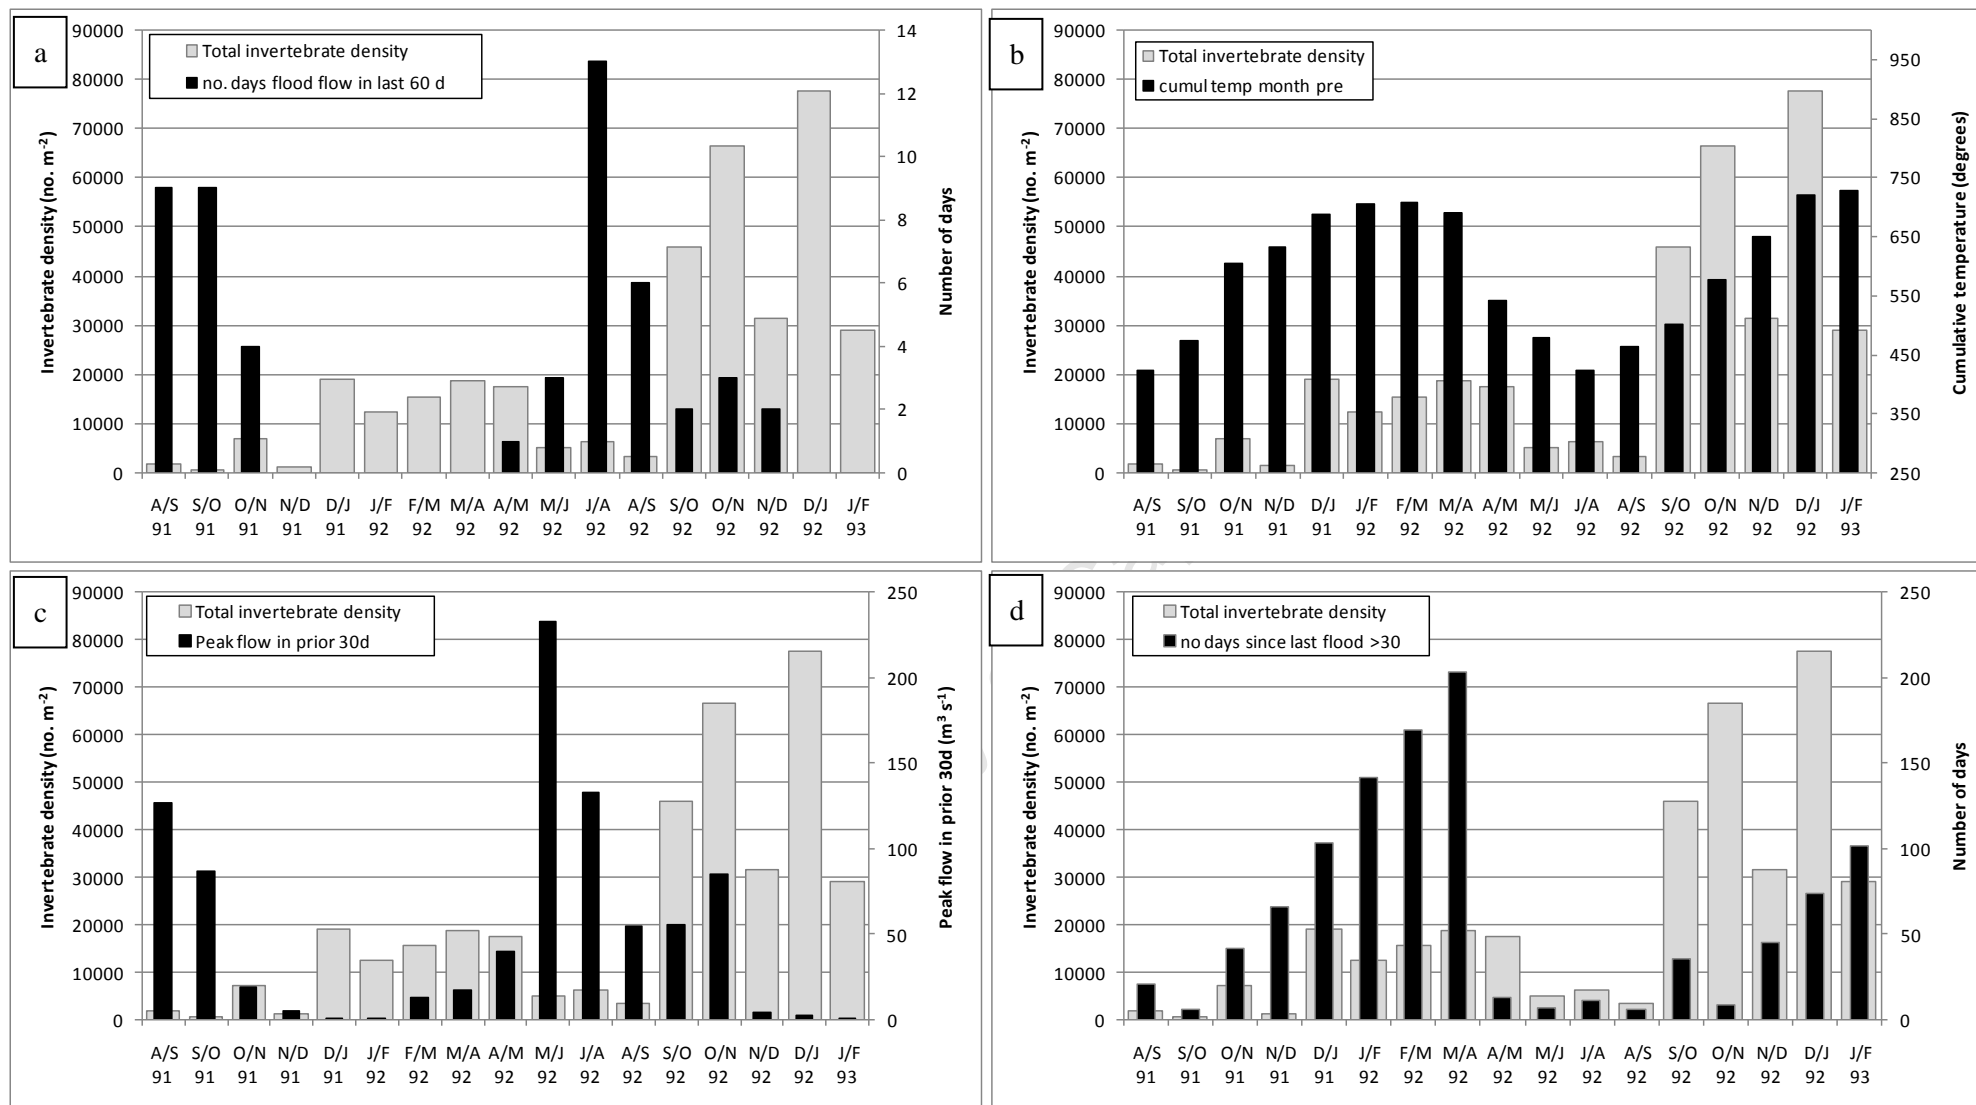 a
Total invertebrate density
no. days flood flow in last 60 d
Invertebrate density (no. m-2)
90000
80000
70000
60000
50000
40000
30000
20000
10000
0
14
12
10
8
6
4
2
0
Number of days
A/S S/O O/N N/D D/J J/F F/M M/A A/M M/J J/A A/S S/O O/N N/D D/J J/F
91 91 91 91 91 92 92 92 92 92 92 92 92 92 92 92 93
b
Total invertebrate density
cumul temp month pre
Invertebrate density (no. m-2)
90000
80000
70000
60000
50000
40000
30000
20000
10000
0
950
850
750
650
550
450
350
250
Cumulative temperature (degrees)
A/S S/O O/N N/D D/J J/F F/M M/A A/M M/J J/A A/S S/O O/N N/D D/J J/F
91 91 91 91 91 92 92 92 92 92 92 92 92 92 92 92 93
c
Total invertebrate density
Peak flow in prior 30d
Invertebrate density (no. m-2)
90000
80000
70000
60000
50000
40000
30000
20000
10000
0
250
200
150
100
50
0
Peak flow in prior 30d (m³ s-1)
A/S S/O O/N N/D D/J J/F F/M M/A A/M M/J J/A A/S S/O O/N N/D D/J J/F
91 91 91 91 91 92 92 92 92 92 92 92 92 92 92 92 93
d
Total invertebrate density
no days since last flood >30
Invertebrate density (no. m-2)
90000
80000
70000
60000
50000
40000
30000
20000
10000
0
250
200
150
100
50
0
Number of days
A/S S/O O/N N/D D/J J/F F/M M/A A/M M/J J/A A/S S/O O/N N/D D/J J/F
91 91 91 91 91 92 92 92 92 92 92 92 92 92 92 92 93